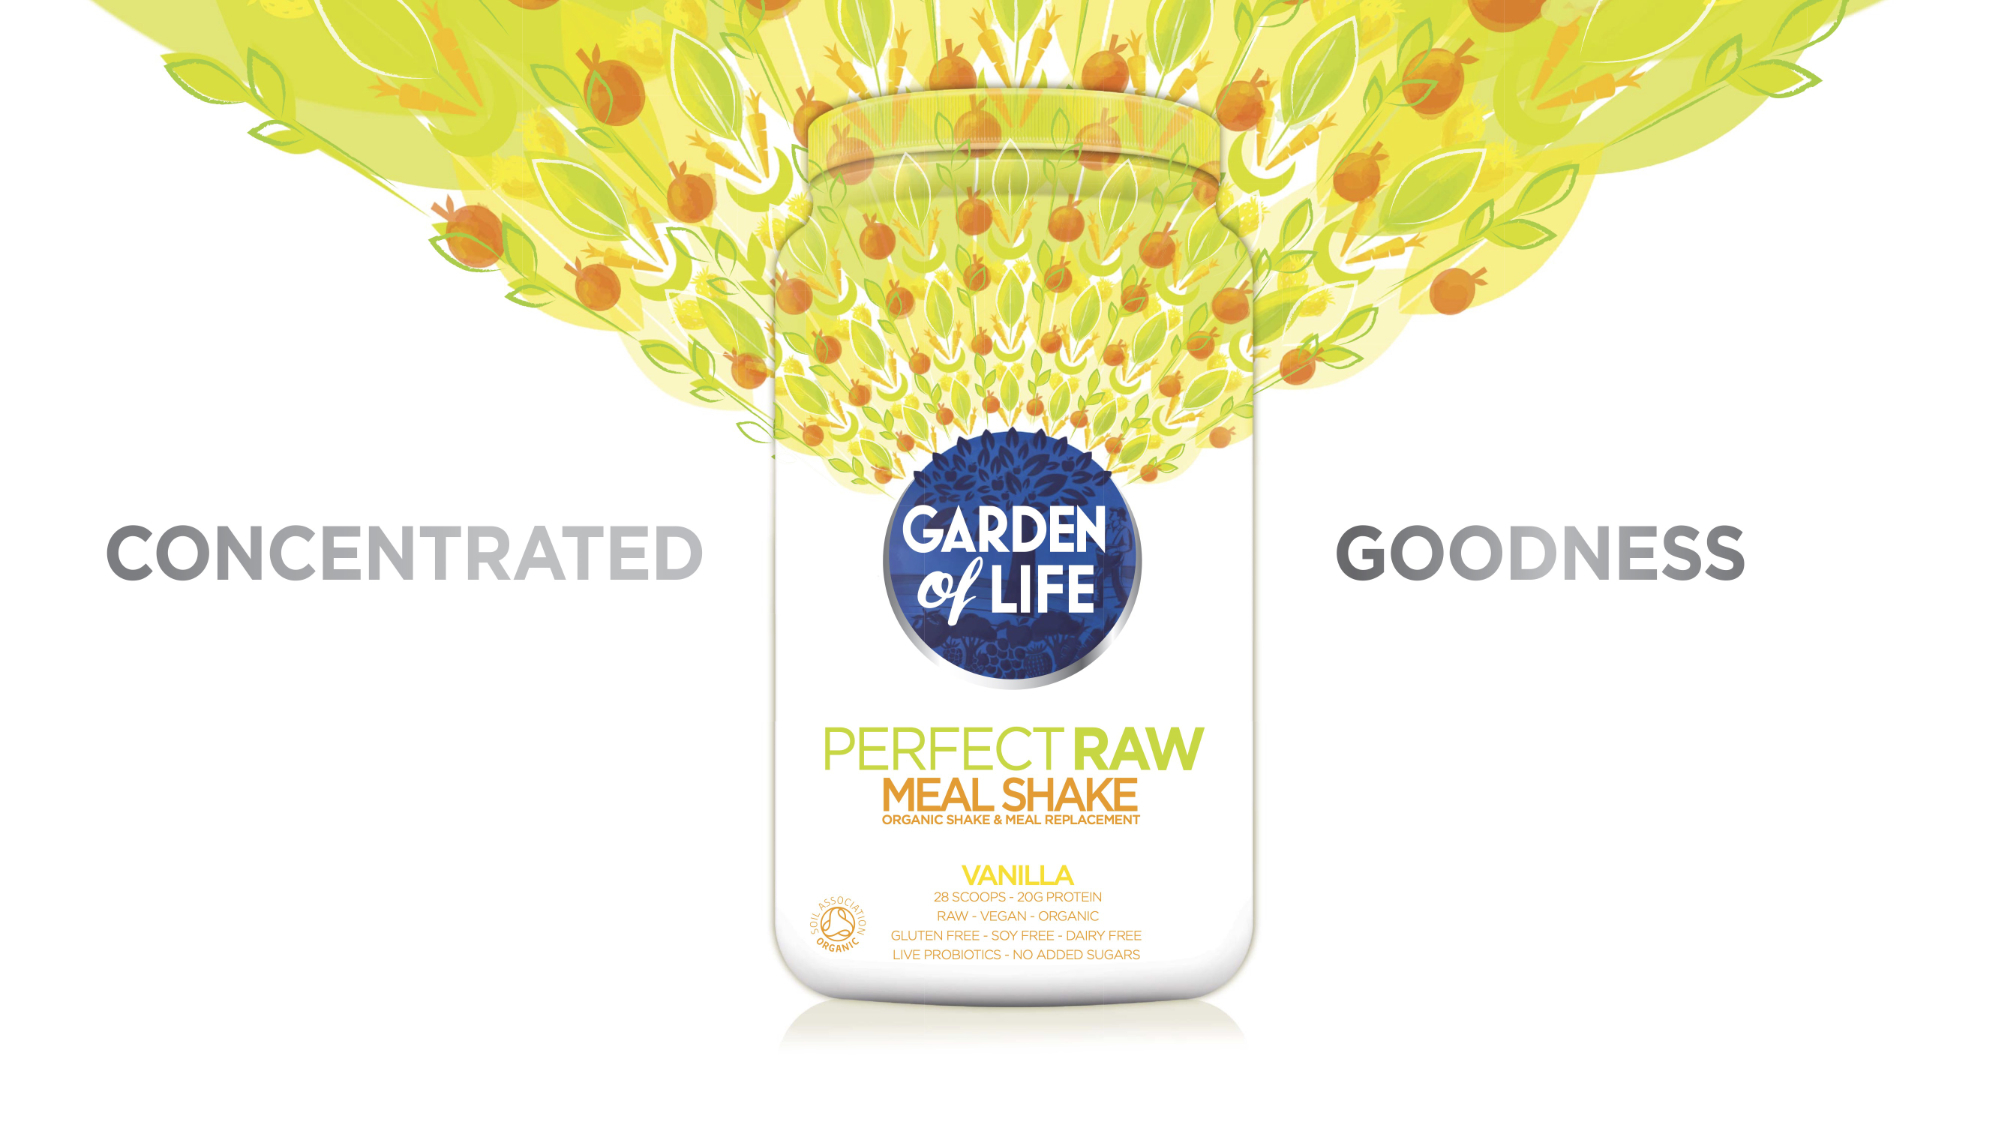 CONCENTRATED
GOODNESS
GARDEN
of LIFE
PERFECT RAW
MEAL SHAKE
ORGANIC SHAKE & MEAL REPLACEMENT
VANILLA
28 SCOOPS - 20G PROTEIN
RAW - VEGAN - ORGANIC
GLUTEN FREE - SOY FREE - DAIRY FREE
LIVE PROBIOTICS - NO ADDED SUGARS
SOIL ASSOCIATION
ORGANIC